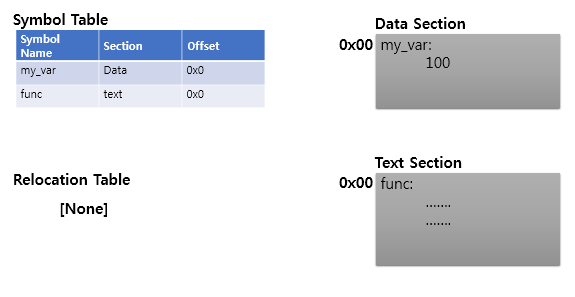 Symbol Table
Symbol Name Section Offset
my_var Data 0x0
func text 0x0
Relocation Table
[None]
Data Section
0x00 my_var:
100
Text Section
0x00 func:
.......
.......